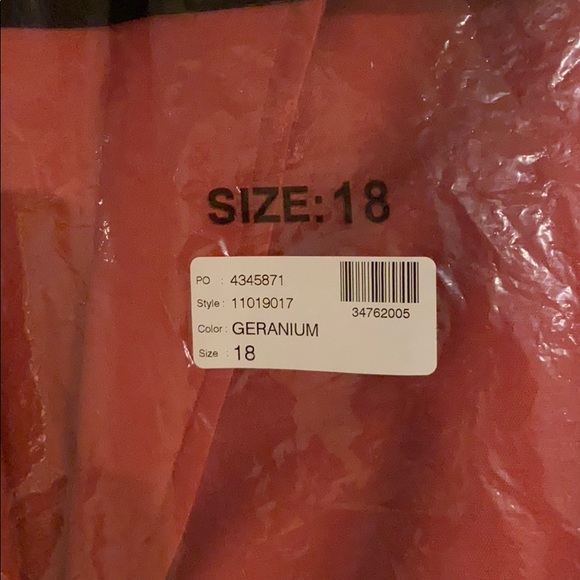 SIZE:18
PO : 4345871
Style : 11019017
Color : GERANIUM
Size : 18
34762005